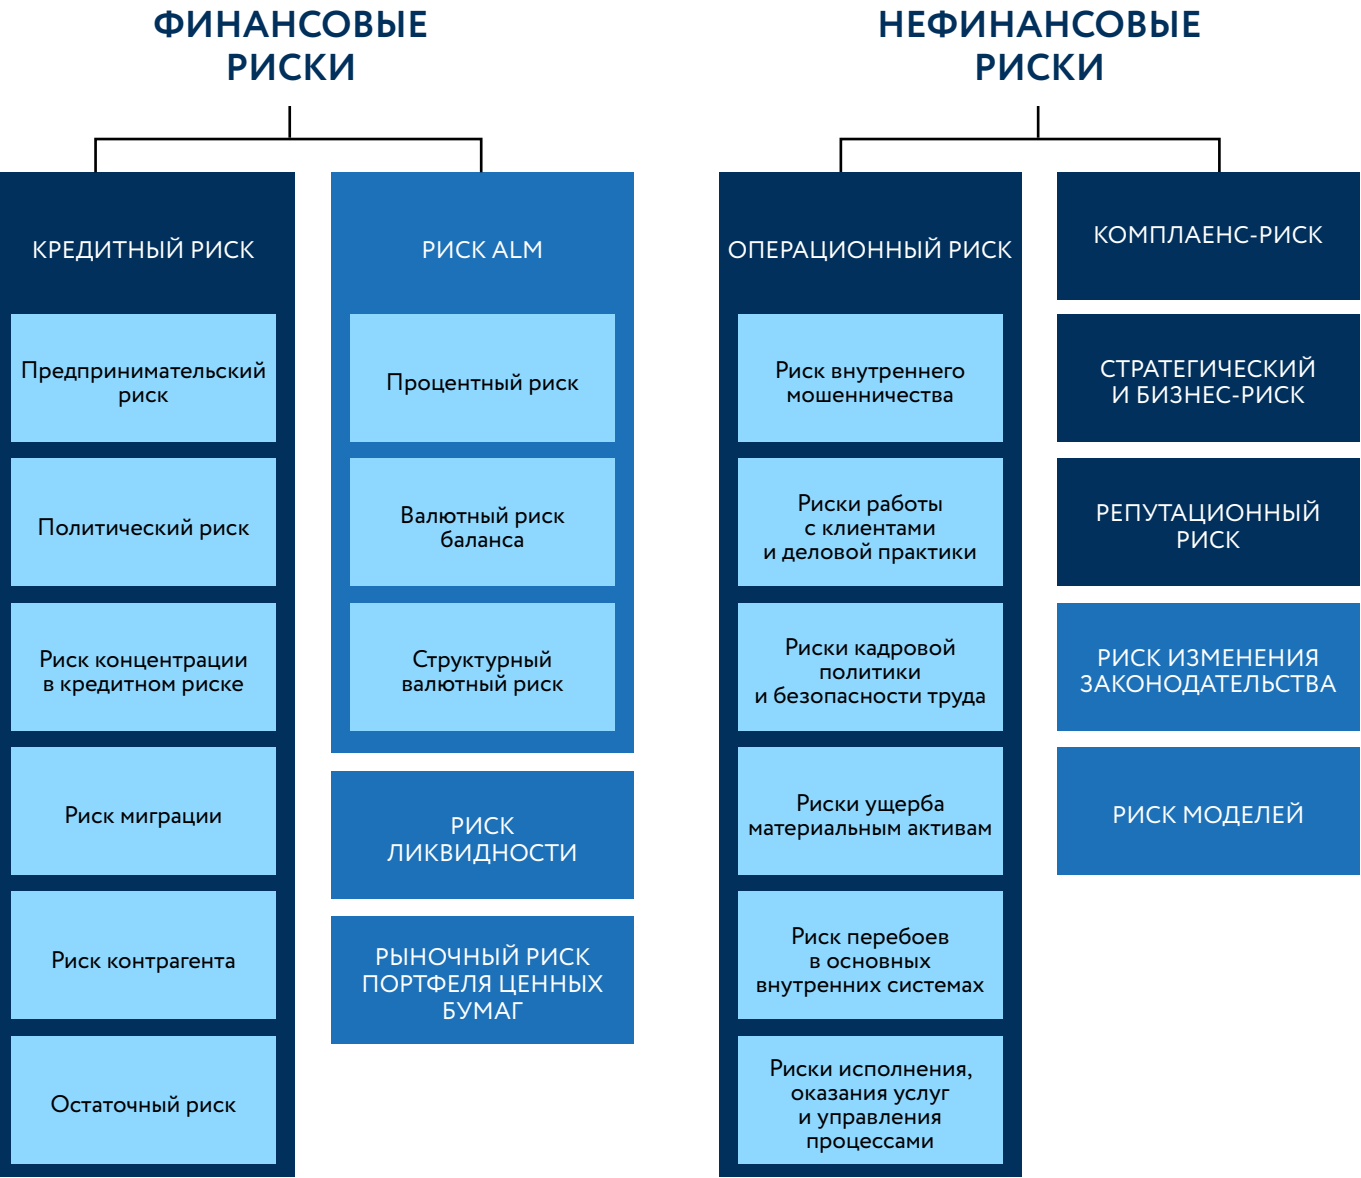 ФИНАНСОВЫЕ
РИСКИ
КРЕДИТНЫЙ РИСК
Предпринимательский
риск
Политический риск
Риск концентрации
в кредитном риске
Риск миграции
Риск контрагента
Остаточный риск
РИСК ALM
Процентный риск
Валютный риск
баланса
Структурный
валютный риск
РИСК
ЛИКВИДНОСТИ
РЫНОЧНЫЙ РИСК
ПОРТФЕЛЯ ЦЕННЫХ
БУМАГ
НЕФИНАНСОВЫЕ
РИСКИ
ОПЕРАЦИОННЫЙ РИСК
Риск внутреннего
мошенничества
Риски работы
с клиентами
и деловой практики
Риски кадровой
политики
и безопасности труда
Риски ущерба
материальным активам
Риск перебоев
в основных
внутренних системах
Риски исполнения,
оказания услуг
и управления
процессами
КОМПЛАЕНС-РИСК
СТРАТЕГИЧЕСКИЙ
И БИЗНЕС-РИСК
РЕПУТАЦИОННЫЙ
РИСК
РИСК ИЗМЕНЕНИЯ
ЗАКОНОДАТЕЛЬСТВА
РИСК МОДЕЛЕЙ